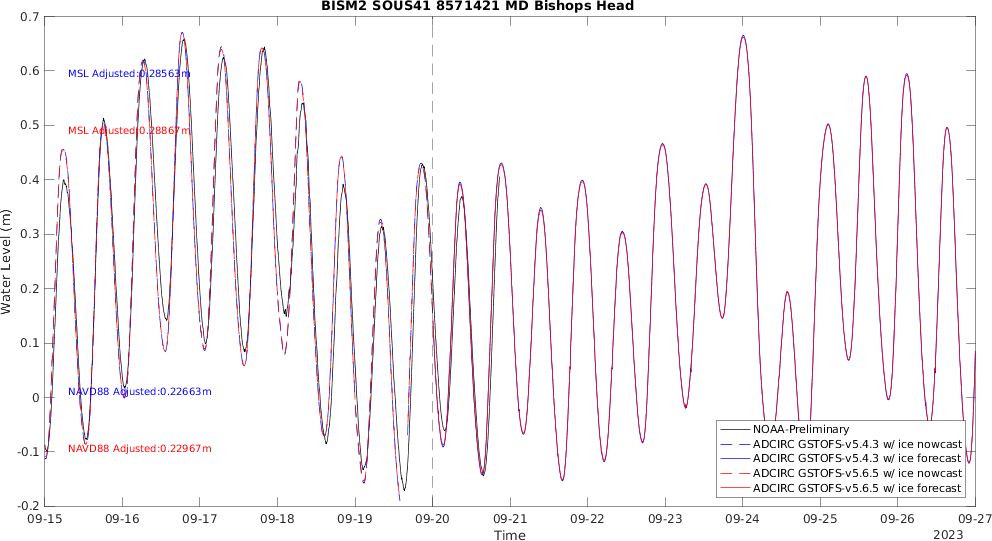 BISM2 SOUS41 8571421 MD Bishops Head
0.7
0.6
0.5
0.4
0.3
0.2
0.1
0
-0.1
-0.2
Water Level (m)
MSL Adjusted:0.28563m
MSL Adjusted:0.28867m
NAVD88 Adjusted:0.22663m
NAVD88 Adjusted:0.22967m
NOAA-Preliminary
ADCIRC GSTOFS-v5.4.3 w/ ice nowcast
ADCIRC GSTOFS-v5.4.3 w/ ice forecast
ADCIRC GSTOFS-v5.6.5 w/ ice nowcast
ADCIRC GSTOFS-v5.6.5 w/ ice forecast
09-15 09-16 09-17 09-18 09-19 09-20 09-21 09-22 09-23 09-24 09-25 09-26 09-27
Time
2023